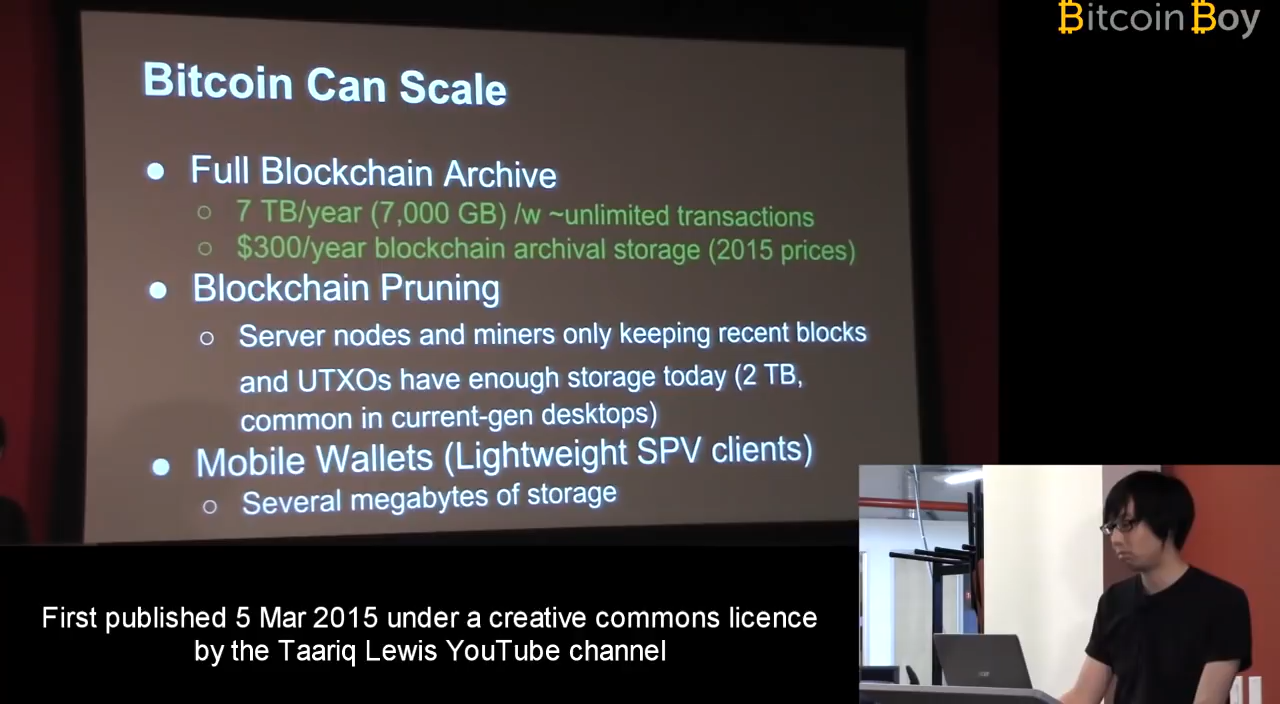 Bitcoin Boy
Bitcoin Can Scale
● Full Blockchain Archive
○ 7 TB/year (7,000 GB) /w ~unlimited transactions
○ $300/year blockchain archival storage (2015 prices)
● Blockchain Pruning
○ Server nodes and miners only keeping recent blocks
and UTXOs have enough storage today (2 TB,
common in current-gen desktops)
● Mobile Wallets (Lightweight SPV clients)
○ Several megabytes of storage
First published 5 Mar 2015 under a creative commons licence
by the Taariq Lewis YouTube channel